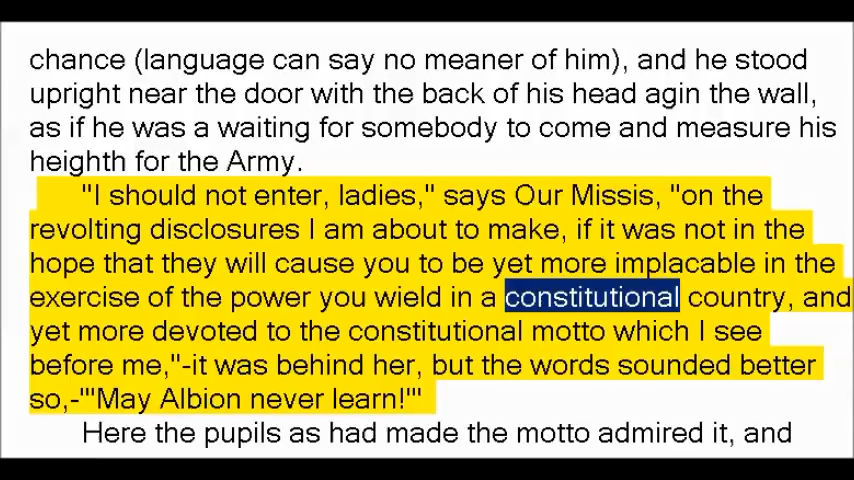 chance (language can say no meaner of him), and he stood
upright near the door with the back of his head agin the wall,
as if he was a waiting for somebody to come and measure his
heighth for the Army.
"I should not enter, ladies," says Our Missis, "on the
revolting disclosures I am about to make, if it was not in the
hope that they will cause you to be yet more implacable in the
exercise of the power you wield in a constitutional country, and
yet more devoted to the constitutional motto which I see
before me,"-it was behind her, but the words sounded better
so,-"'May Albion never learn!'"
Here the pupils as had made the motto admired it, and